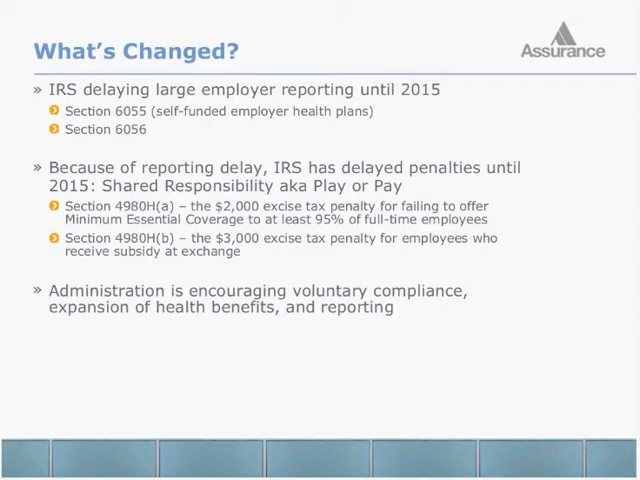 What's Changed?
Assurance
» IRS delaying large employer reporting until 2015
Section 6055 (self-funded employer health plans)
Section 6056
» Because of reporting delay, IRS has delayed penalties until
2015: Shared Responsibility aka Play or Pay
Section 4980H(a) – the $2,000 excise tax penalty for failing to offer
Minimum Essential Coverage to at least 95% of full-time employees
Section 4980H(b) – the $3,000 excise tax penalty for employees who
receive subsidy at exchange
» Administration is encouraging voluntary compliance,
expansion of health benefits, and reporting